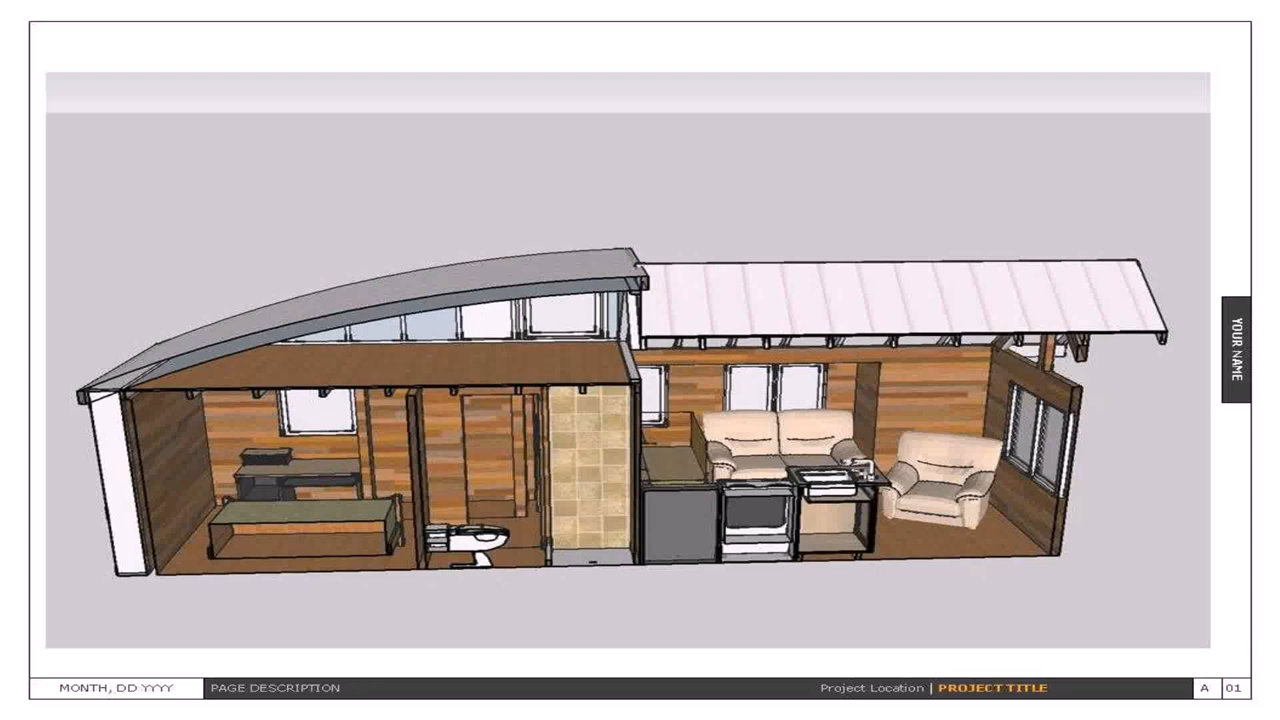 YOUR NAME
MONTH, DD YYYY
PAGE DESCRIPTION
Project Location | PROJECT TITLE
A 01